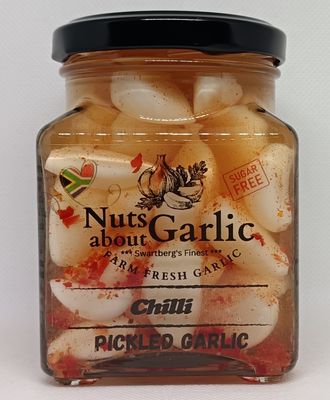 SUGAR
FREE
Nuts
about Garlic
*** Swartberg's Finest ***
FARM FRESH GARLIC
Chilli
PICKLED GARLIC